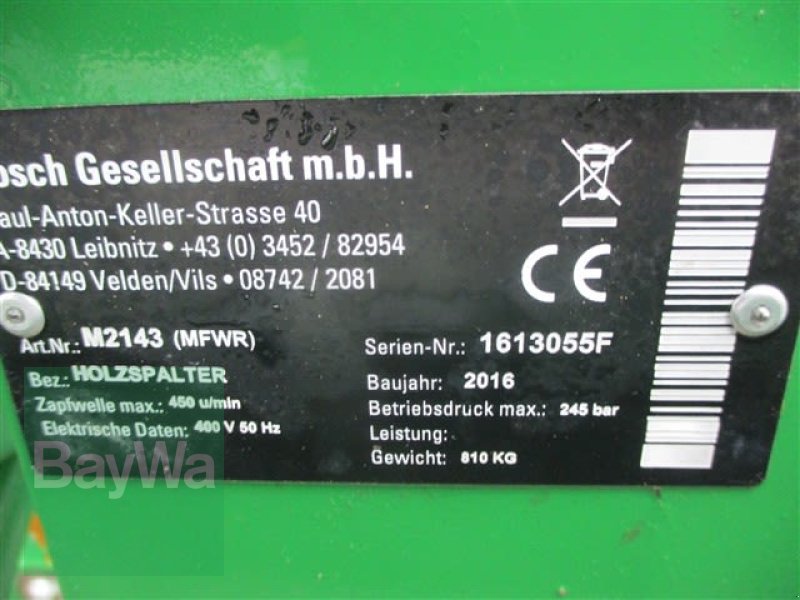 Gesellschaft m.b.H.
-Anton-Keller-Strasse 40
A-8430 Leibnitz • +43 (0) 3452 / 82954
D-84149 Velden/Vils • 08742 / 2081
Art.Nr.: M2143 (MFWR)
Bez.: HOLZSPALTER
Zapfwelle max.: 450 u/min
Elektrische Daten: 400 V 50 Hz
Serien-Nr.: 1613055F
Baujahr: 2016
Betriebsdruck max.: 245 bar
Leistung:
Gewicht: 810 KG
CE
BayWa